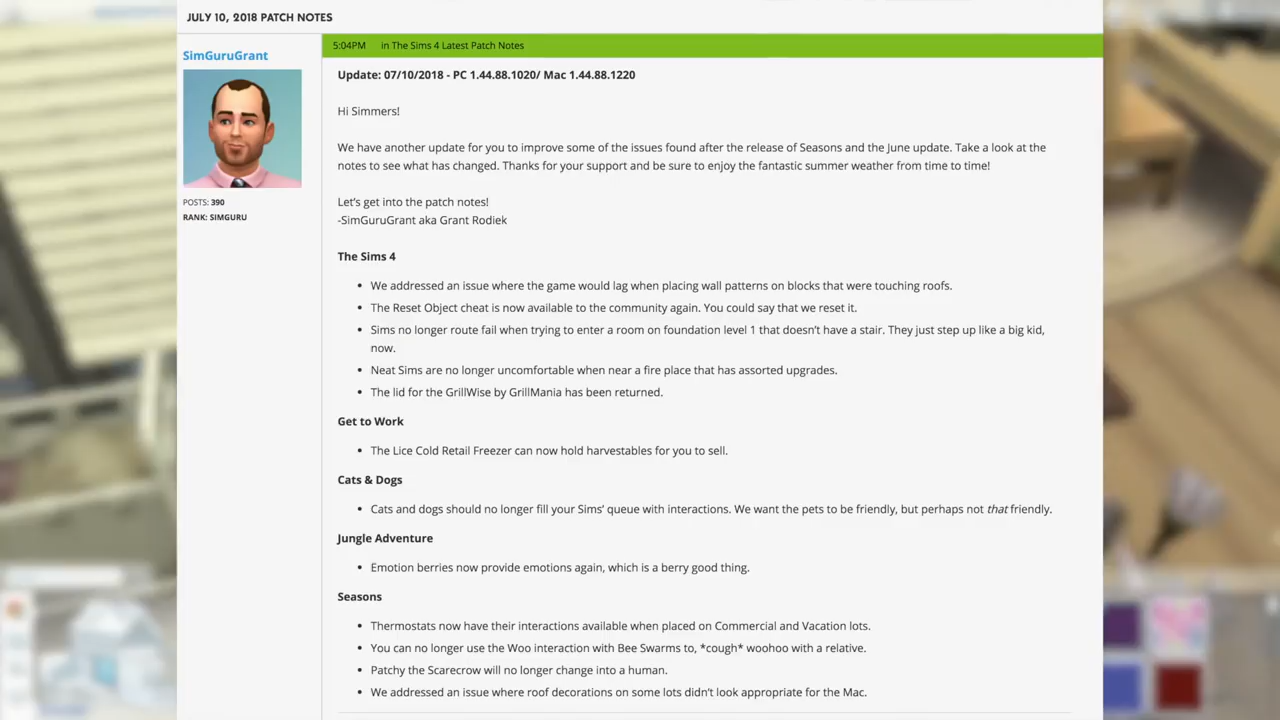 JULY 10, 2018 PATCH NOTES
SimGuruGrant
POSTS: 390
RANK: SIMGURU
5:04PM in The Sims 4 Latest Patch Notes
Update: 07/10/2018 - PC 1.44.88.1020/ Mac 1.44.88.1220
Hi Simmers!
We have another update for you to improve some of the issues found after the release of Seasons and the June update. Take a look at the
notes to see what has changed. Thanks for your support and be sure to enjoy the fantastic summer weather from time to time!
Let's get into the patch notes!
-SimGuruGrant aka Grant Rodiek
The Sims 4
• We addressed an issue where the game would lag when placing wall patterns on blocks that were touching roofs.
• The Reset Object cheat is now available to the community again. You could say that we reset it.
• Sims no longer route fail when trying to enter a room on foundation level 1 that doesn't have a stair. They just step up like a big kid,
now.
• Neat Sims are no longer uncomfortable when near a fire place that has assorted upgrades.
• The lid for the GrillWise by GrillMania has been returned.
Get to Work
• The Lice Cold Retail Freezer can now hold harvestables for you to sell.
Cats & Dogs
• Cats and dogs should no longer fill your Sims' queue with interactions. We want the pets to be friendly, but perhaps not that friendly.
Jungle Adventure
• Emotion berries now provide emotions again, which is a berry good thing.
Seasons
• Thermostats now have their interactions available when placed on Commercial and Vacation lots.
• You can no longer use the Woo interaction with Bee Swarms to, *cough* woohoo with a relative.
• Patchy the Scarecrow will no longer change into a human.
• We addressed an issue where roof decorations on some lots didn't look appropriate for the Mac.